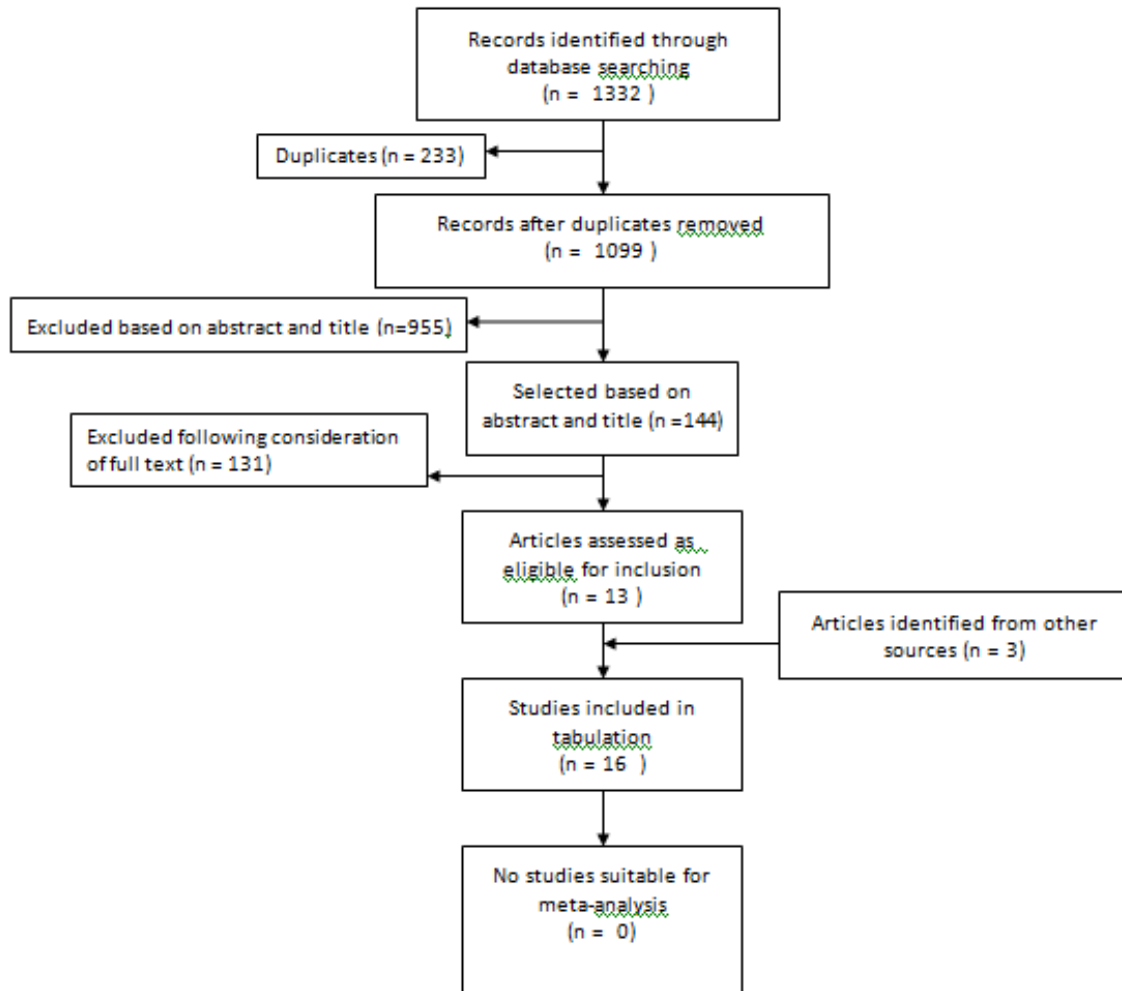 Records identified through
database searching
(n =  1332 )
Duplicates (n = 233)
Records after duplicates removed
(n =  1099 )
Excluded based on abstract and title (n=955)
Selected based on
abstract and title (n =144)
Excluded following consideration
of full text (n = 131)
Articles assessed as
eligible for inclusion
(n = 13 )
Articles identified from other
sources (n = 3)
Studies included in
tabulation
(n = 16  )
No studies suitable for
meta-analysis
(n =  0)